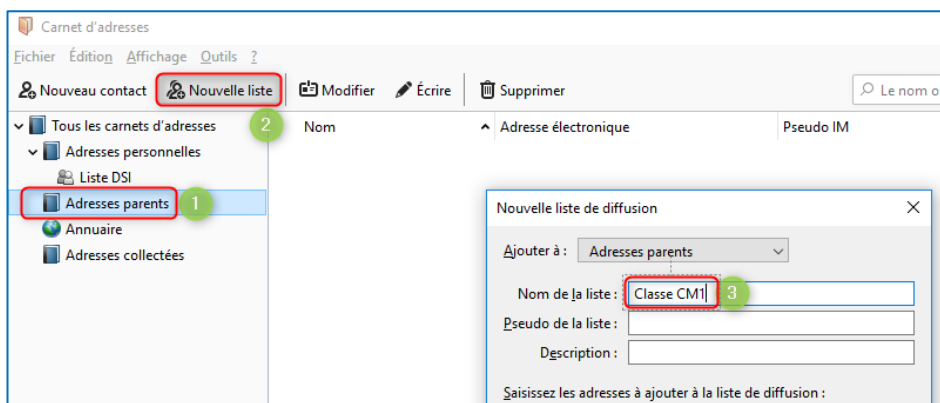 Carnet d'adresses
Fichier Édition Affichage Outils ?
Nouveau contact Nouvelle liste Modifier Écrire Supprimer Le nom o
2
Tous les carnets d'adresses Nom Adresse électronique Pseudo IM
Adresses personnelles
Liste DSI
Adresses parents 1
Annuaire
Adresses collectées
Nouvelle liste de diffusion
Ajouter à : Adresses parents
Nom de la liste : Classe CM1 3
Pseudo de la liste :
Description :
Saisissez les adresses à ajouter à la liste de diffusion :